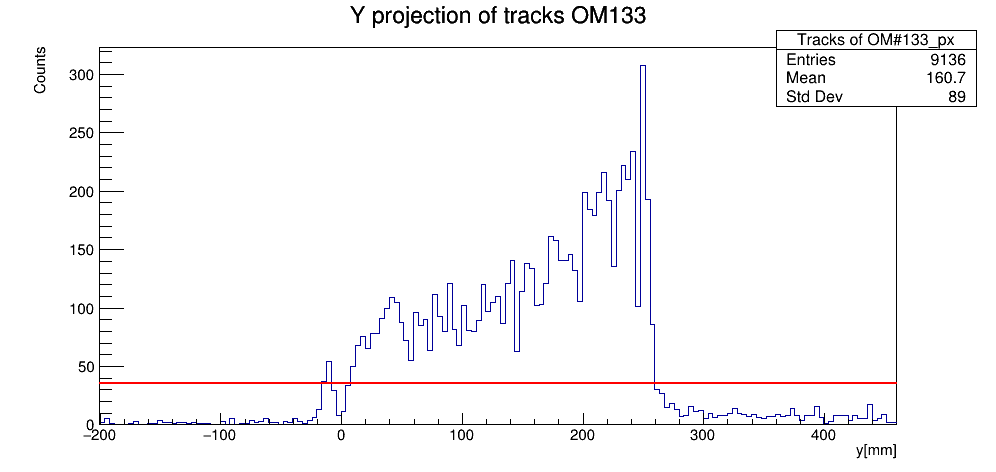 Y projection of tracks OM133
Counts
Tracks of OM#133_px
Entries 9136
Mean 160.7
Std Dev 89
300
250
200
150
100
50
0
−200 −100 0 100 200 300 400
y[mm]